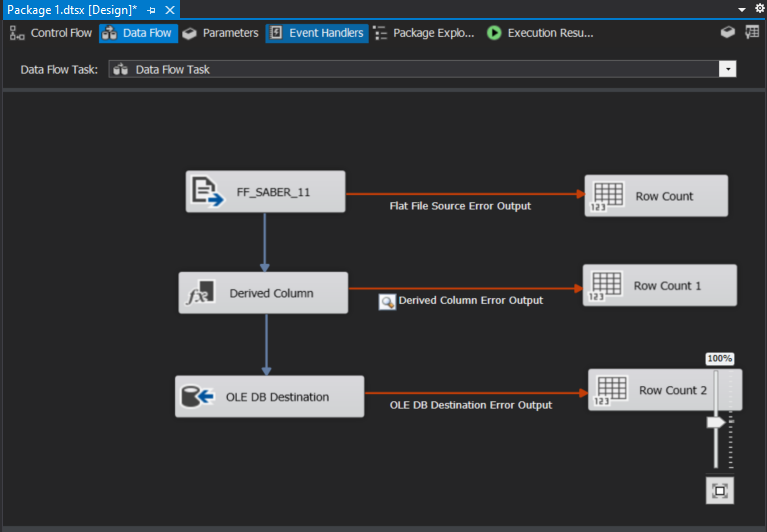 Package 1.dtsx [Design]*
Control Flow Data Flow Parameters Event Handlers Package Explo... Execution Resu...
Data Flow Task: Data Flow Task
FF_SABER_11 Row Count
Flat File Source Error Output
Derived Column Row Count 1
Derived Column Error Output
100%
OLE DB Destination Row Count 2
OLE DB Destination Error Output